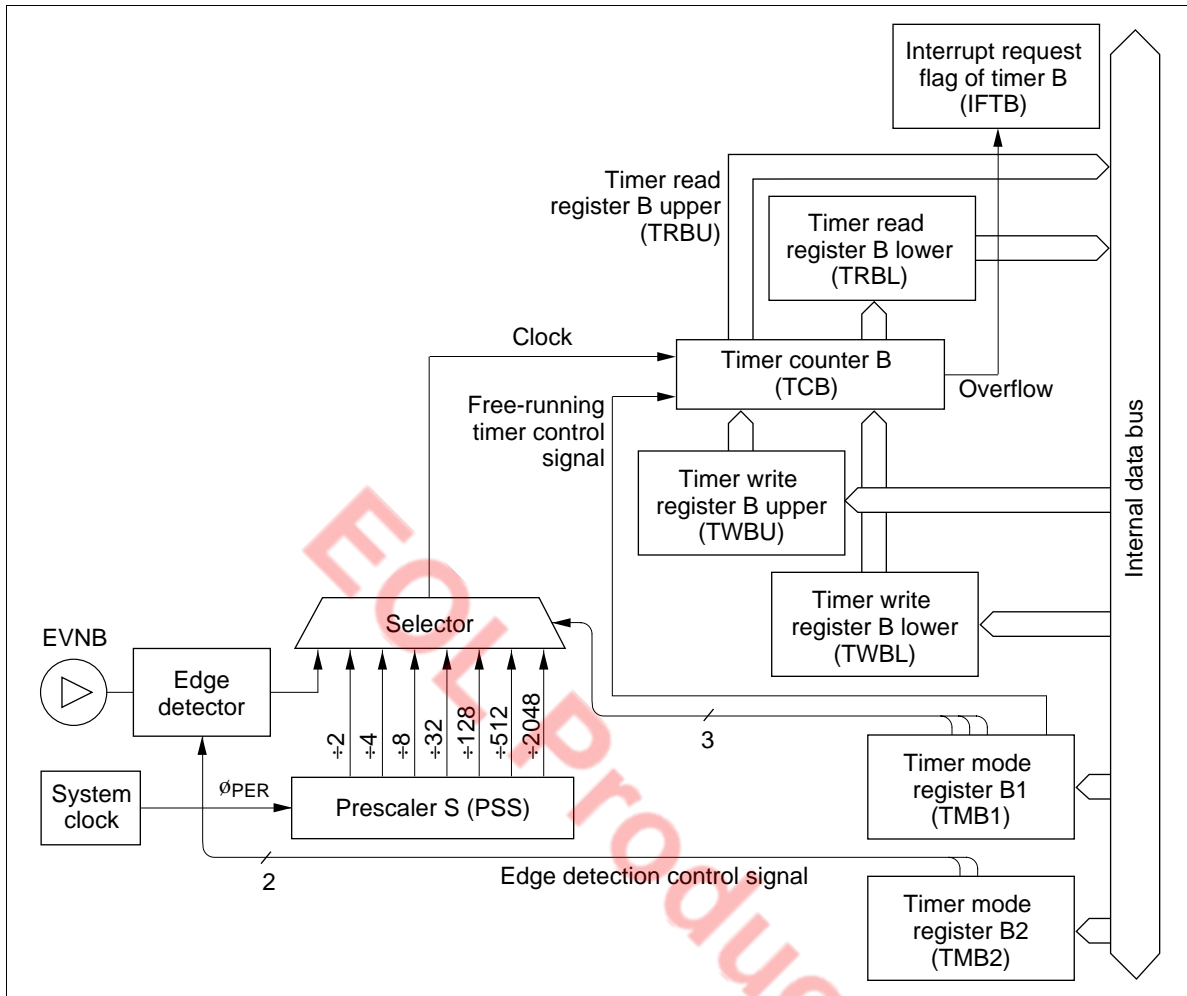 Interrupt request
flag of timer B
(IFTB)
Timer read
register B upper
(TRBU)
Timer read
register B lower
(TRBL)
Clock
Timer counter B
(TCB)
Overflow
Free-running
timer control
signal
Timer write
register B upper
(TWBU)
Internal data bus
Timer write
register B lower
(TWBL)
Selector
EVNB
Edge
detector
÷2
÷4
÷8
÷32
÷128
÷512
÷2048
3
System
clock
øPER
Prescaler S (PSS)
Timer mode
register B1
(TMB1)
2
Edge detection control signal
Timer mode
register B2
(TMB2)
EOL Produc